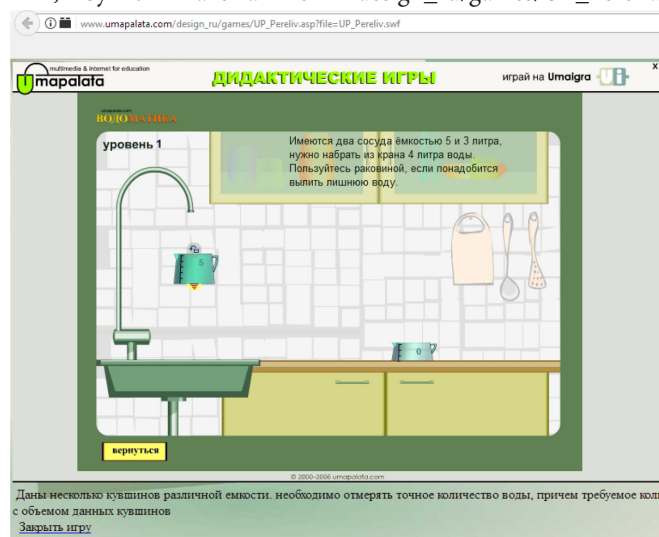 www.umapalata.com/design_ru/games/UP_Pereliv.asp?file=UP_Pereliv.swf
multimedia & internet for education
Umapalata
ДИДАКТИЧЕСКИЕ ИГРЫ
играй на Umaigra
x
umapalata.com
ВОДОМАТИКА
уровень 1
Имеются два сосуда ёмкостью 5 и 3 литра,
нужно набрать из крана 4 литра воды.
Пользуйтесь раковиной, если понадобится
вылить лишнюю воду.
5
0
вернуться
© 2000-2006 umapalata.com
Даны несколько кувшинов различной емкости. необходимо отмерять точное количество воды, причем требуемое
с объемом данных кувшинов
Закрыть игру